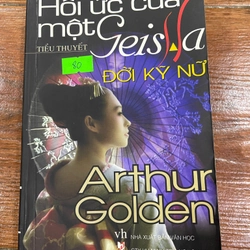 Hồi ức của
một Geisha
TIỂU THUYẾT
80
ĐỜI KỸ NỮ
Arthur
Golden
vh NHÀ XUẤT BẢN VĂN HỌC